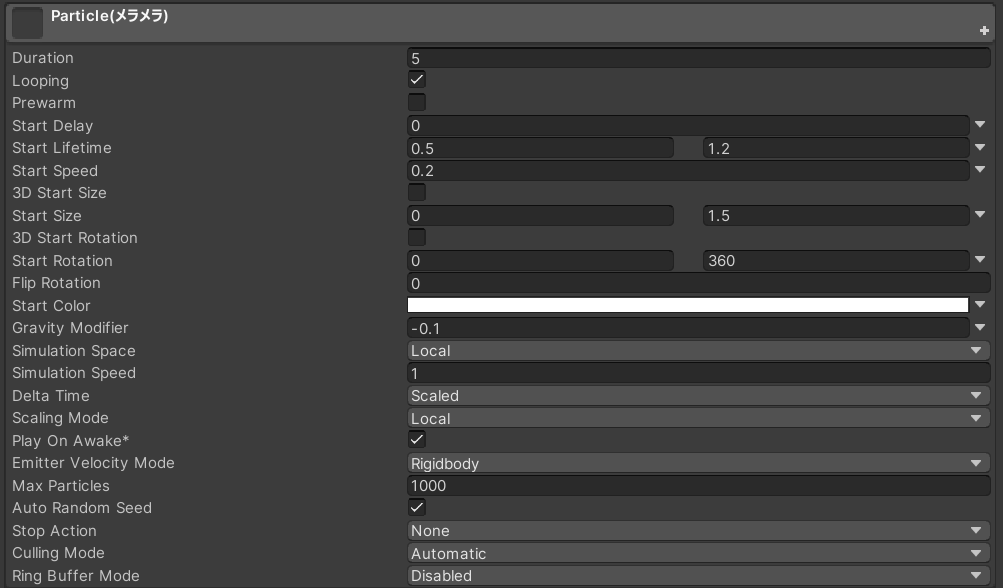 Particle(メラメラ)
Duration 5
Looping
Prewarm
Start Delay 0
Start Lifetime 0.5 1.2
Start Speed 0.2
3D Start Size
Start Size 0 1.5
3D Start Rotation
Start Rotation 0 360
Flip Rotation 0
Start Color
Gravity Modifier -0.1
Simulation Space Local
Simulation Speed 1
Delta Time Scaled
Scaling Mode Local
Play On Awake*
Emitter Velocity Mode Rigidbody
Max Particles 1000
Auto Random Seed
Stop Action None
Culling Mode Automatic
Ring Buffer Mode Disabled